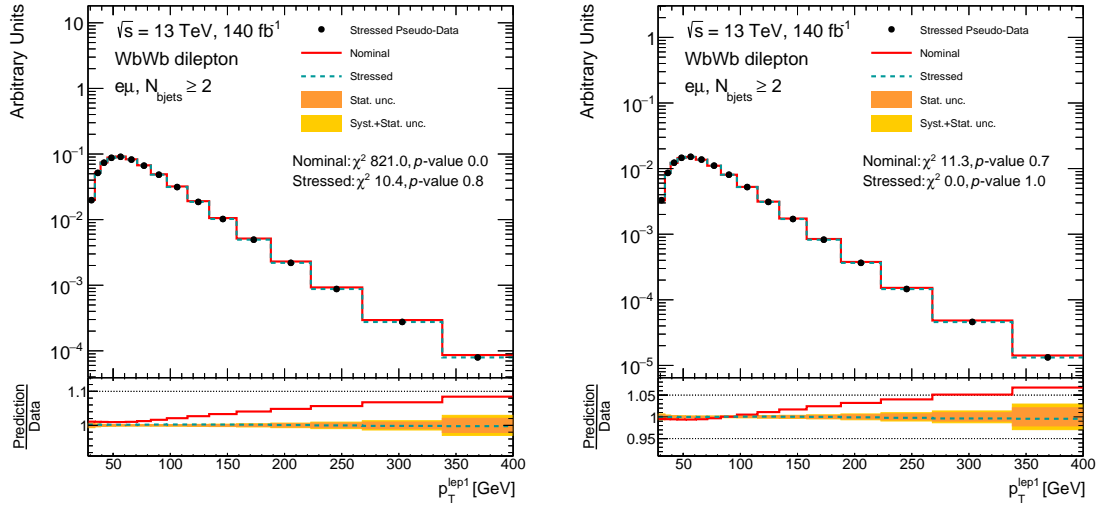 Arbitrary Units
10
1
10⁻¹
10⁻²
10⁻³
10⁻⁴
√s = 13 TeV, 140 fb⁻¹
WbWb dilepton
eμ, N_bjets ≥ 2
Stressed Pseudo-Data
Nominal
Stressed
Stat. unc.
Syst.+Stat. unc.
Nominal: χ² 821.0, p-value 0.0
Stressed: χ² 10.4, p-value 0.8
Prediction
Data
1.1
1
50 100 150 200 250 300 350 400
p_T^lep1 [GeV]
Arbitrary Units
1
10⁻¹
10⁻²
10⁻³
10⁻⁴
10⁻⁵
√s = 13 TeV, 140 fb⁻¹
WbWb dilepton
eμ, N_bjets ≥ 2
Stressed Pseudo-Data
Nominal
Stressed
Stat. unc.
Syst.+Stat. unc.
Nominal: χ² 11.3, p-value 0.7
Stressed: χ² 0.0, p-value 1.0
Prediction
Data
1.05
1
0.95
50 100 150 200 250 300 350 400
p_T^lep1 [GeV]